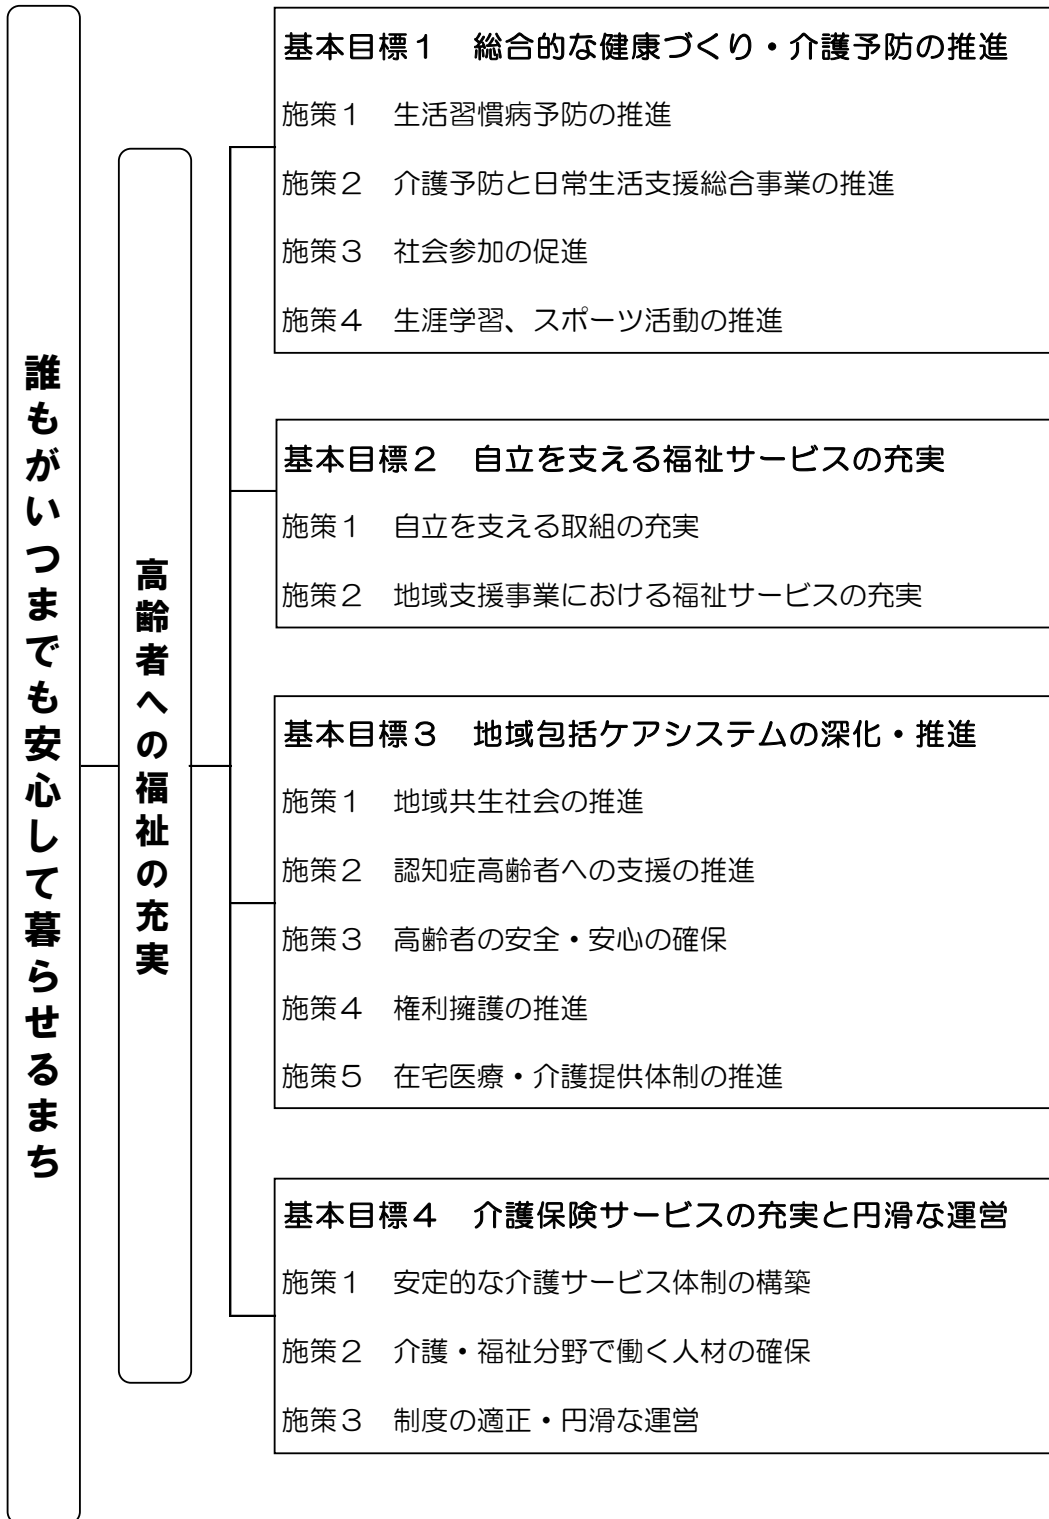 誰もがいつまでも安心して暮らせるまち
高齢者への福祉の充実
基本目標１　総合的な健康づくり・介護予防の推進
施策１　生活習慣病予防の推進
施策２　介護予防と日常生活支援総合事業の推進
施策３　社会参加の促進
施策４　生涯学習、スポーツ活動の推進
基本目標２　自立を支える福祉サービスの充実
施策１　自立を支える取組の充実
施策２　地域支援事業における福祉サービスの充実
基本目標３　地域包括ケアシステムの深化・推進
施策１　地域共生社会の推進
施策２　認知症高齢者への支援の推進
施策３　高齢者の安全・安心の確保
施策４　権利擁護の推進
施策５　在宅医療・介護提供体制の推進
基本目標４　介護保険サービスの充実と円滑な運営
施策１　安定的な介護サービス体制の構築
施策２　介護・福祉分野で働く人材の確保
施策３　制度の適正・円滑な運営